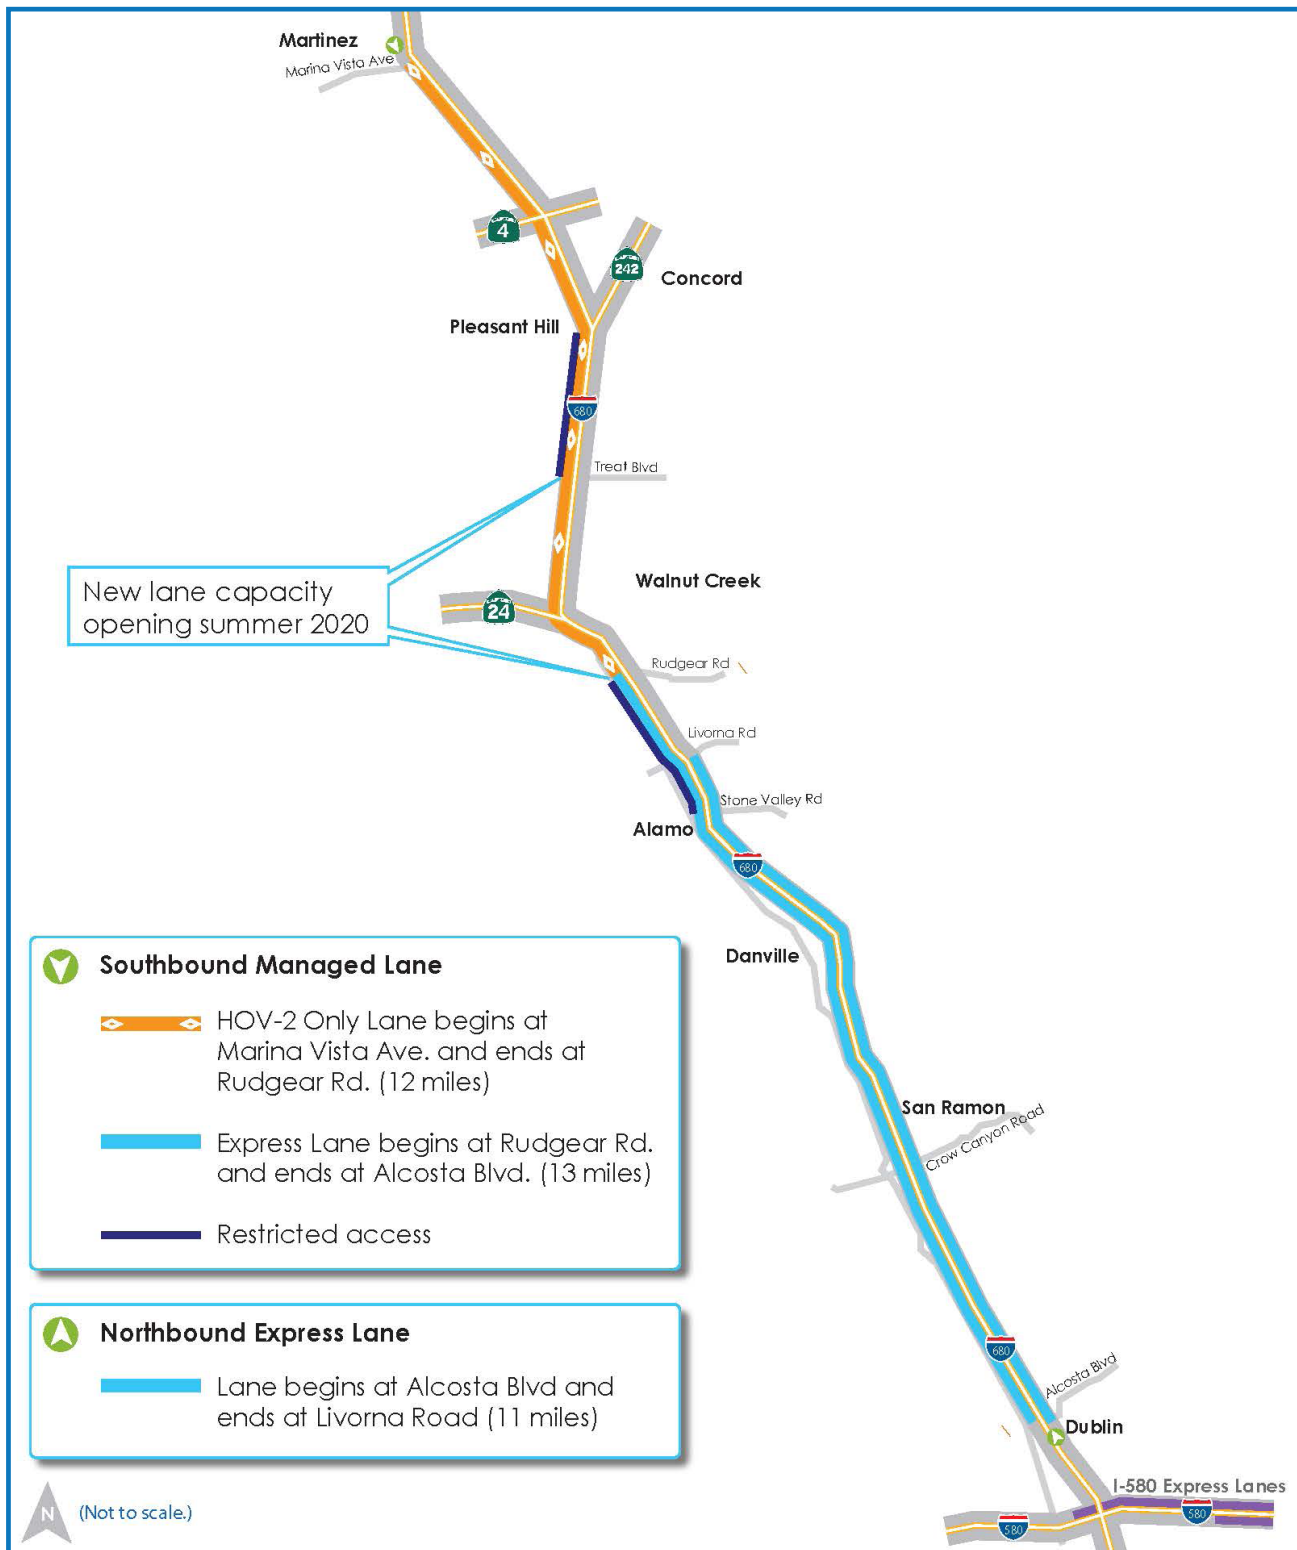 Martinez
Marina Vista Ave
4
242
Concord
Pleasant Hill
680
Treat Blvd
New lane capacity
opening summer 2020
Walnut Creek
24
Rudgear Rd
Livorna Rd
Stone Valley Rd
Alamo
680
Danville
Southbound Managed Lane
HOV-2 Only Lane begins at
Marina Vista Ave. and ends at
Rudgear Rd. (12 miles)
Express Lane begins at Rudgear Rd.
and ends at Alcosta Blvd. (13 miles)
Restricted access
San Ramon
Crow Canyon Road
Northbound Express Lane
Lane begins at Alcosta Blvd and
ends at Livorna Road (11 miles)
680
Alcosta Blvd
Dublin
I-580 Express Lanes
580
580
N
(Not to scale.)